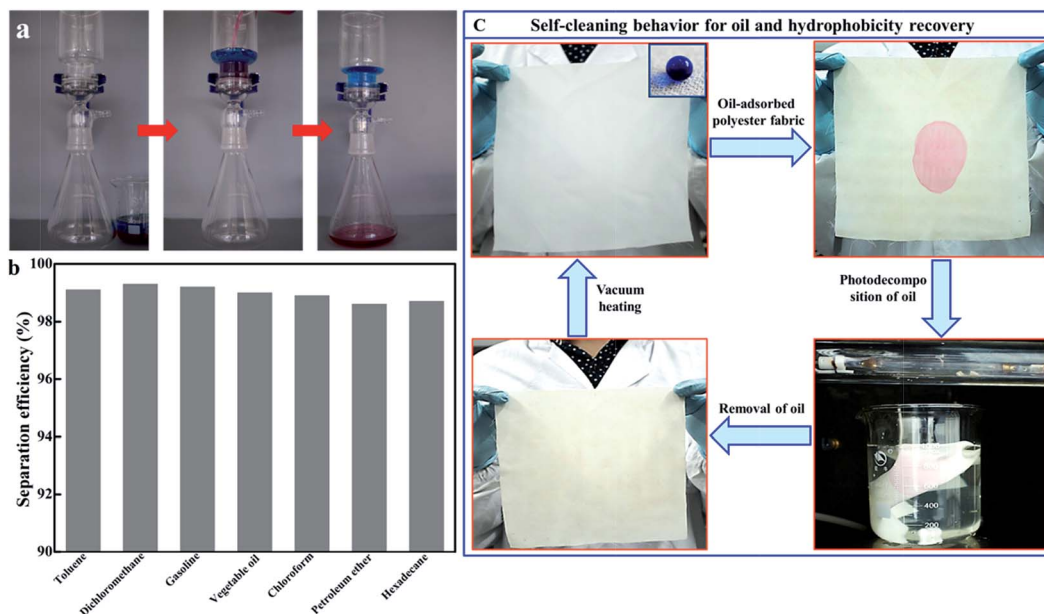 a
b
100
98
96
94
92
90
Separation efficiency (%)
Toluene
Dichloromethane
Gasoline
Vegetable oil
Chloroform
Petroleum ether
Hexadecane
C
Self-cleaning behavior for oil and hydrophobicity recovery
Oil-adsorbed
polyester fabric
Photodecompo
sition of oil
Removal of oil
Vacuum
heating
400
200